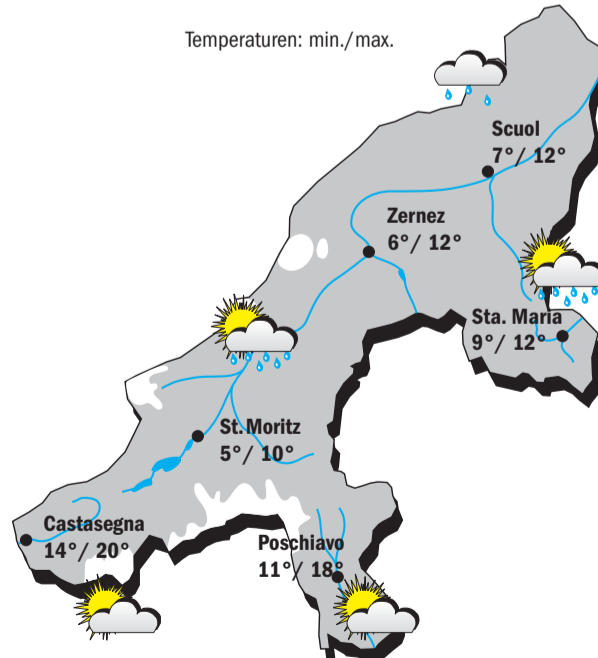 Temperaturen: min./max.
Scuol
7°/ 12°
Zernez
6°/ 12°
Sta. Maria
9°/ 12°
St. Moritz
5°/ 10°
Castasegna
14°/ 20°
Poschiavo
11°/ 18°